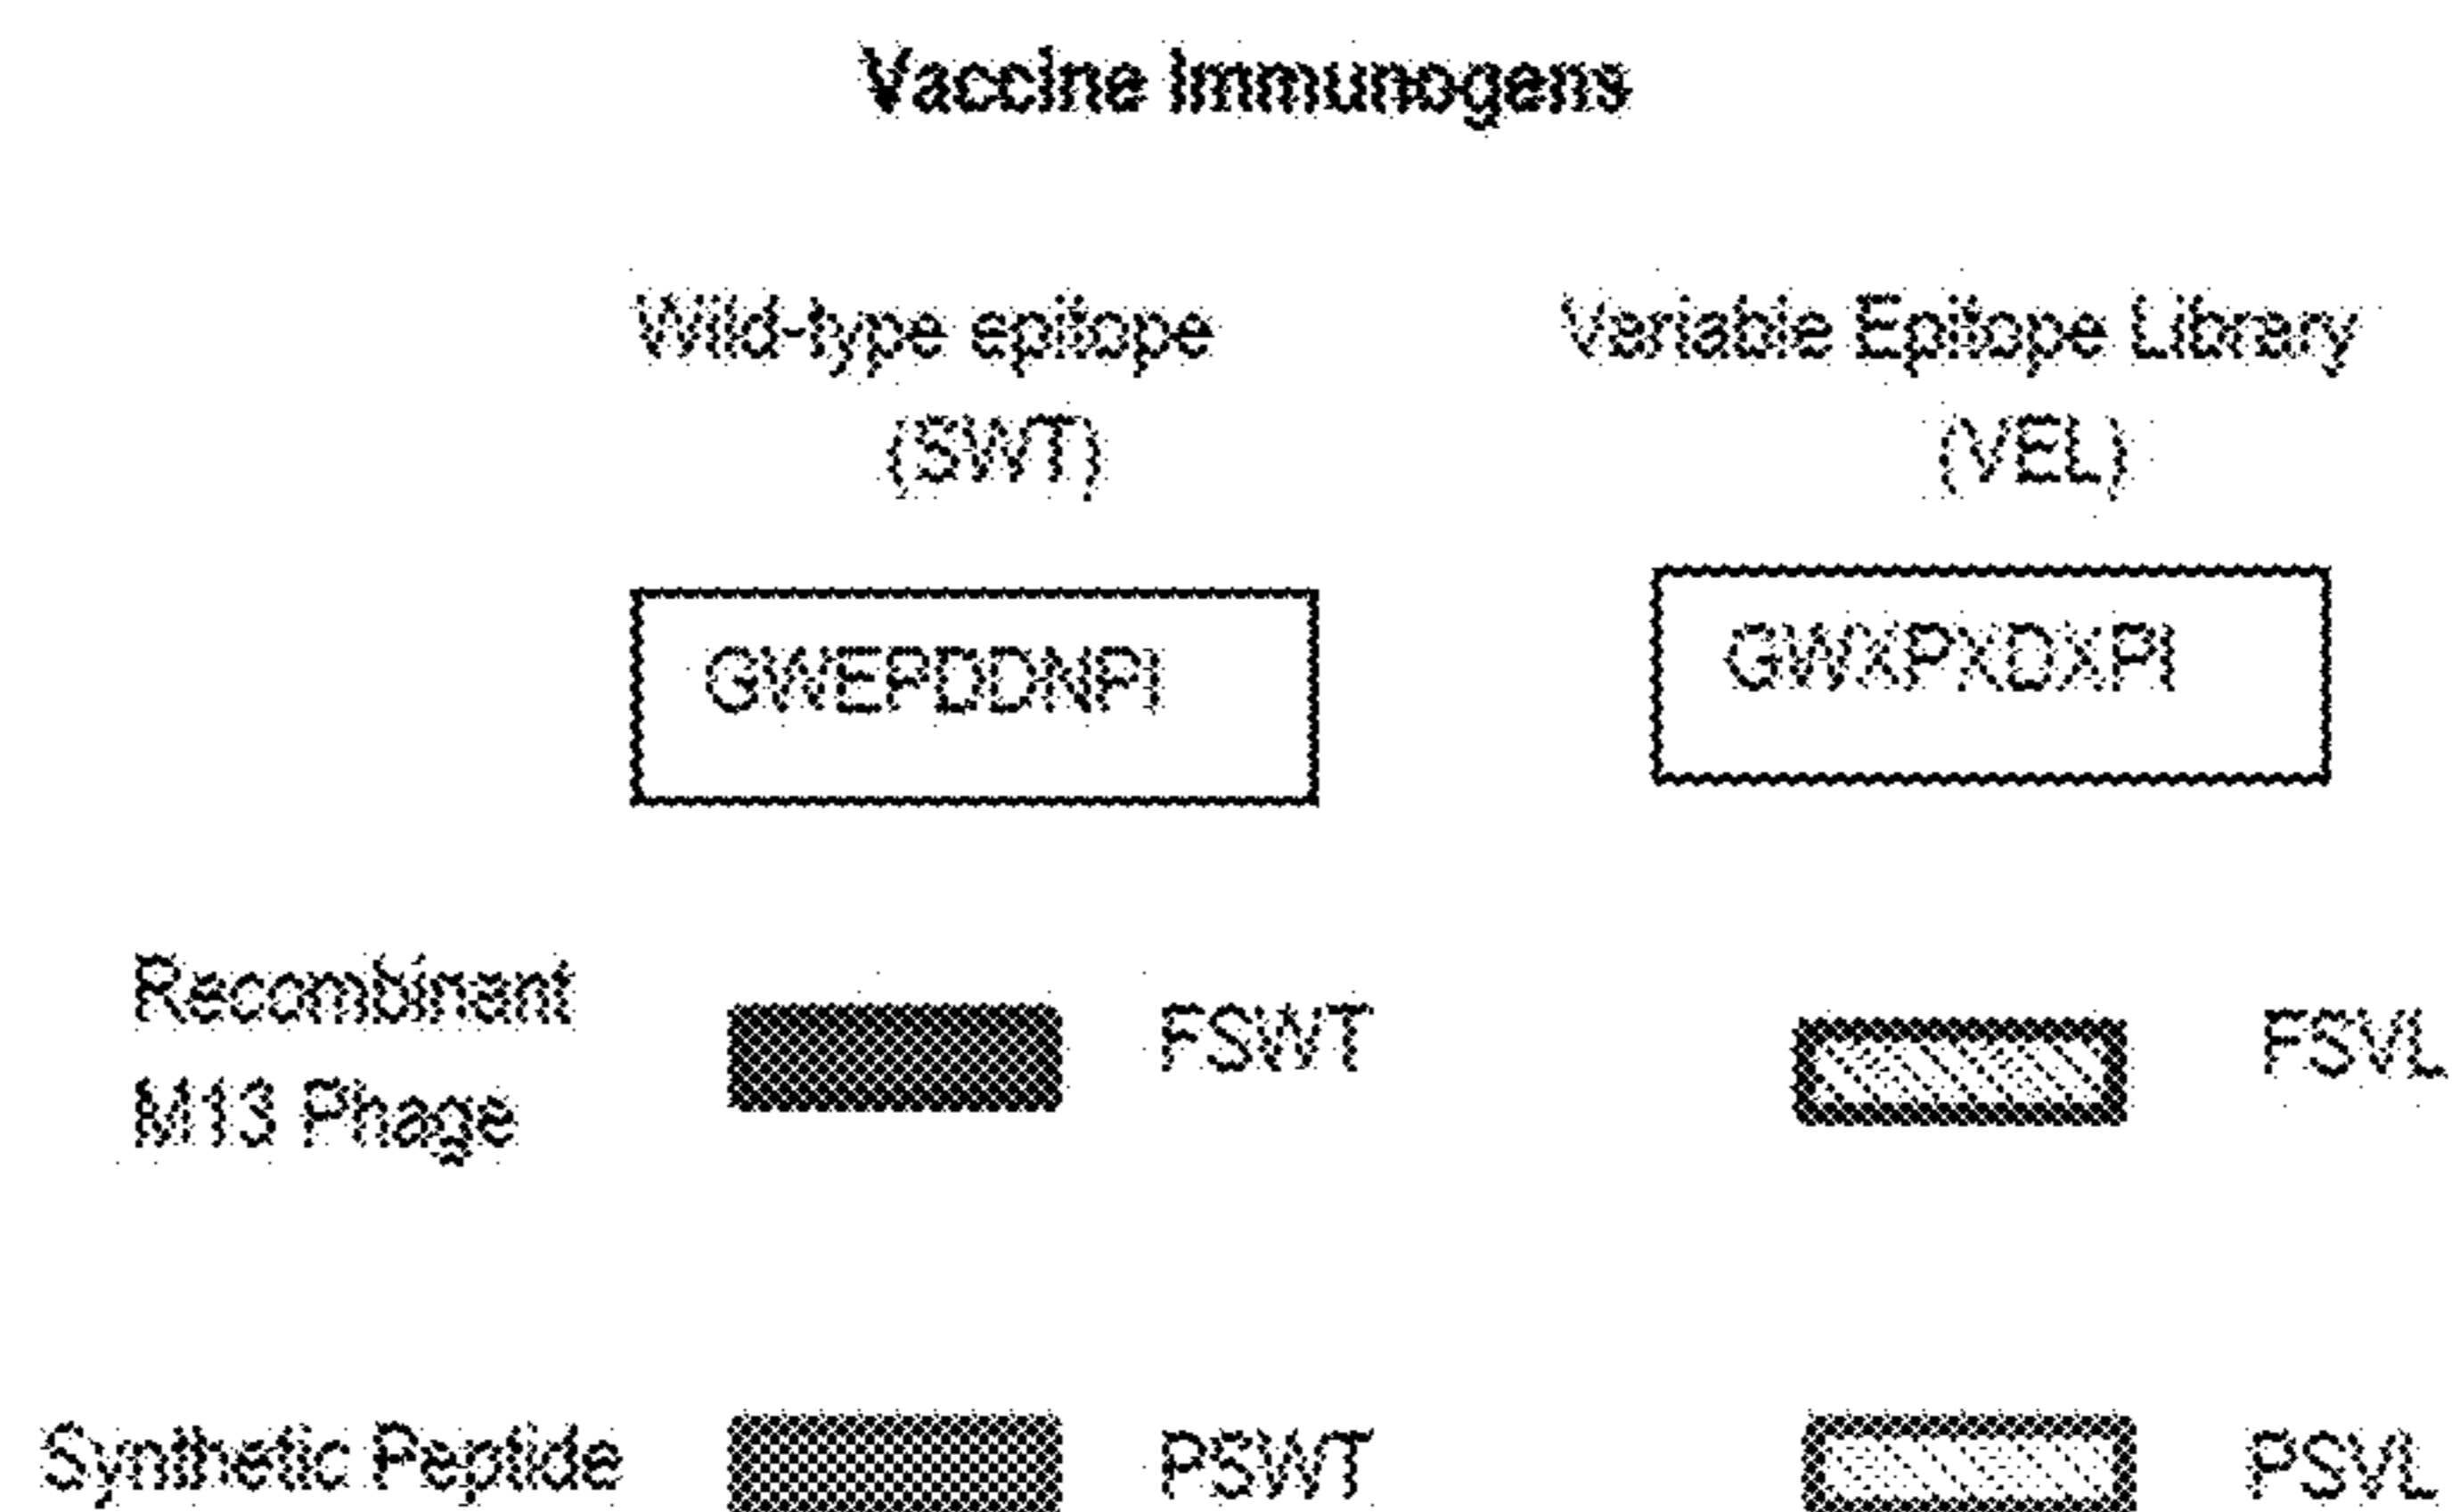 Vaccine Immunogens
Wild-type epitope
(SWT)
Variable Epitope Library
(VEL)
GWEPDDNPI
GWXPXDXPI
Recombinant
M13 Phage
FSWT
FSVL
Synthetic Peptide
PSWT
PSVL